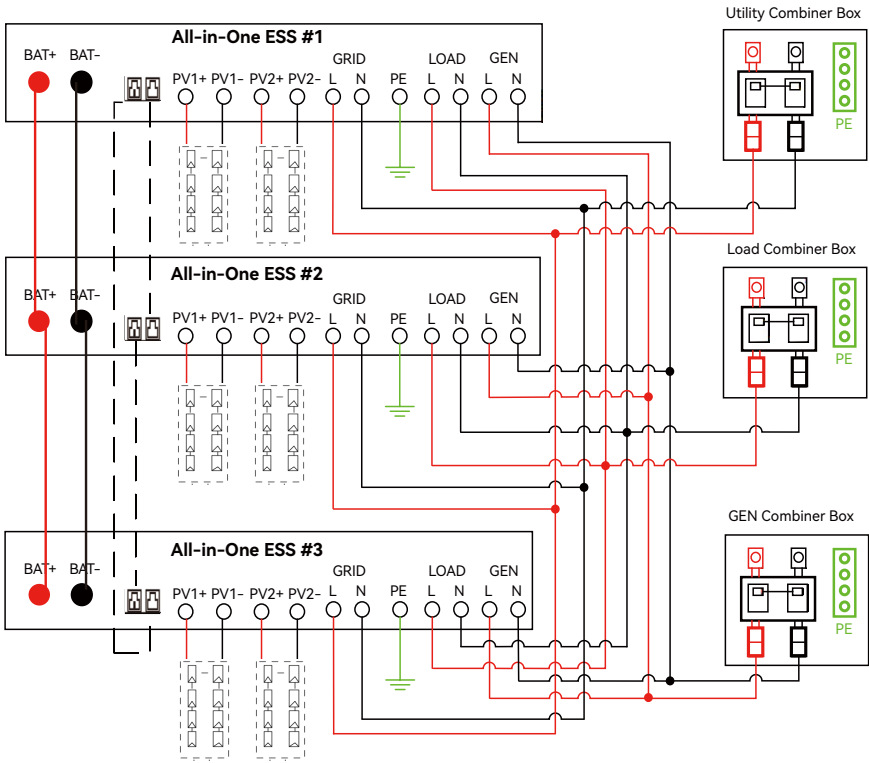 Utility Combiner Box
PE
All-in-One ESS #1
BAT+ BAT-
GRID LOAD GEN
PV1+ PV1- PV2+ PV2- L N PE L N L N
Load Combiner Box
PE
All-in-One ESS #2
BAT+ BAT-
GRID LOAD GEN
PV1+ PV1- PV2+ PV2- L N PE L N L N
GEN Combiner Box
PE
All-in-One ESS #3
BAT+ BAT-
GRID LOAD GEN
PV1+ PV1- PV2+ PV2- L N PE L N L N